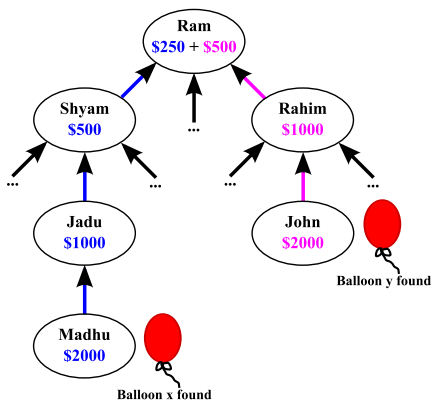 Ram
$250 + $500
Shyam
$500
Rahim
$1000
...
...
...
...
...
Jadu
$1000
John
$2000
Balloon y found
Madhu
$2000
Balloon x found